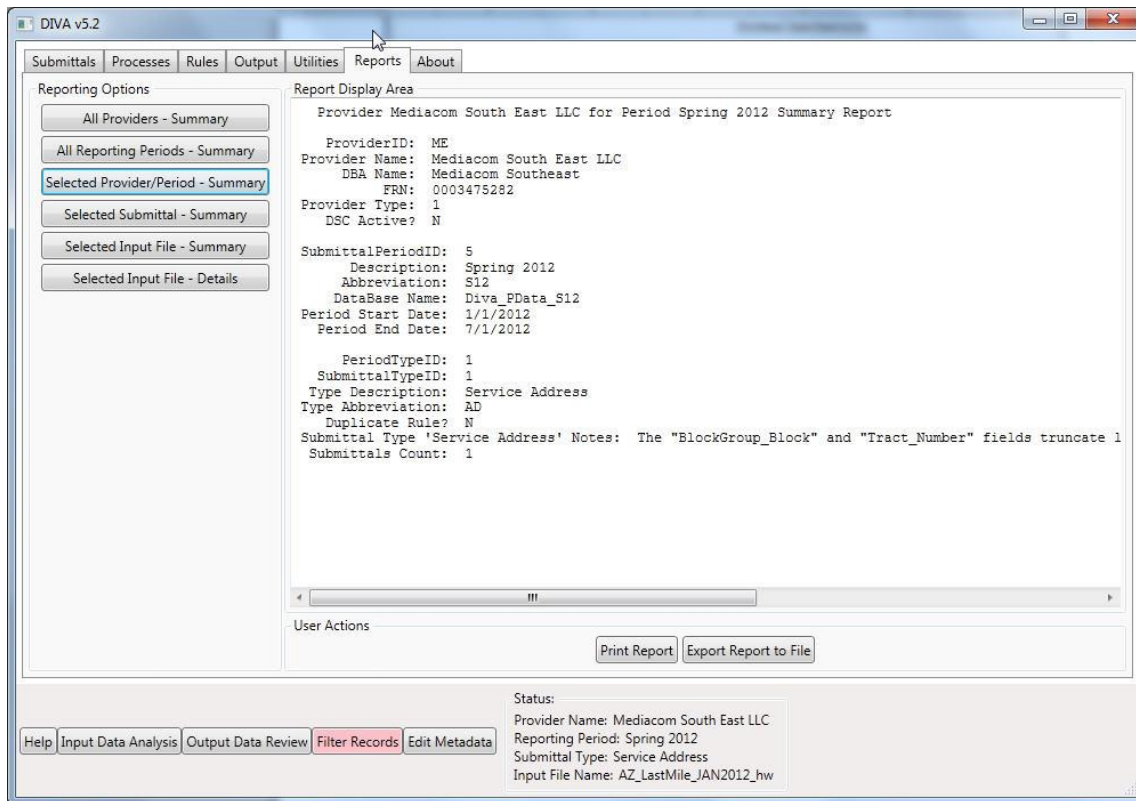 DIVA v5.2
Submittals Processes Rules Output Utilities Reports About
Reporting Options
All Providers - Summary
All Reporting Periods - Summary
Selected Provider/Period - Summary
Selected Submittal - Summary
Selected Input File - Summary
Selected Input File - Details
Report Display Area
Provider Mediacom South East LLC for Period Spring 2012 Summary Report
ProviderID: ME
Provider Name: Mediacom South East LLC
DBA Name: Mediacom Southeast
FRN: 0003475282
Provider Type: 1
DSC Active? N
SubmittalPeriodID: 5
Description: Spring 2012
Abbreviation: S12
DataBase Name: Diva_PData_S12
Period Start Date: 1/1/2012
Period End Date: 7/1/2012
PeriodTypeID: 1
SubmittalTypeID: 1
Type Description: Service Address
Type Abbreviation: AD
Duplicate Rule? N
Submittal Type 'Service Address' Notes: The "BlockGroup_Block" and "Tract_Number" fields truncate l
Submittals Count: 1
User Actions
Print Report Export Report to File
Help Input Data Analysis Output Data Review Filter Records Edit Metadata
Status:
Provider Name: Mediacom South East LLC
Reporting Period: Spring 2012
Submittal Type: Service Address
Input File Name: AZ_LastMile_JAN2012_hw